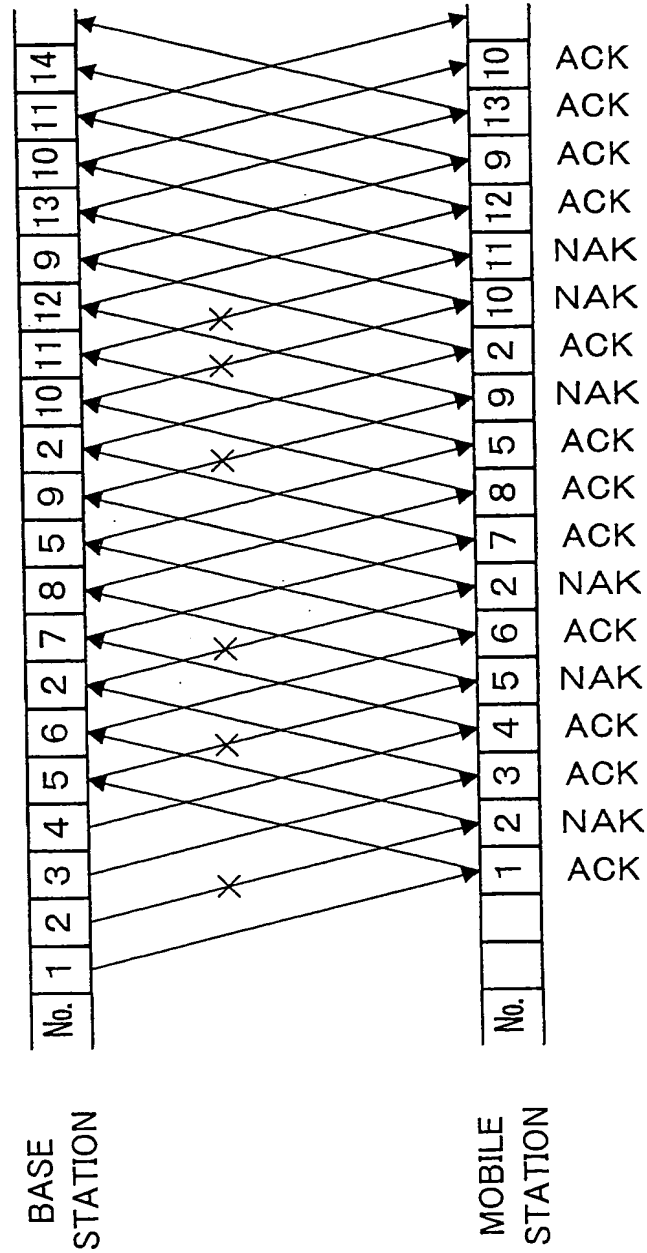 BASE STATION
No. 1 2 3 4 5 6 2 7 8 5 9 2 10 11 12 9 13 10 11 14
MOBILE STATION
No. 1 2 3 4 5 6 2 7 8 5 9 2 10 11 12 9 13 10
ACK
NAK
ACK
ACK
NAK
ACK
NAK
ACK
ACK
ACK
NAK
ACK
NAK
NAK
ACK
ACK
ACK
ACK